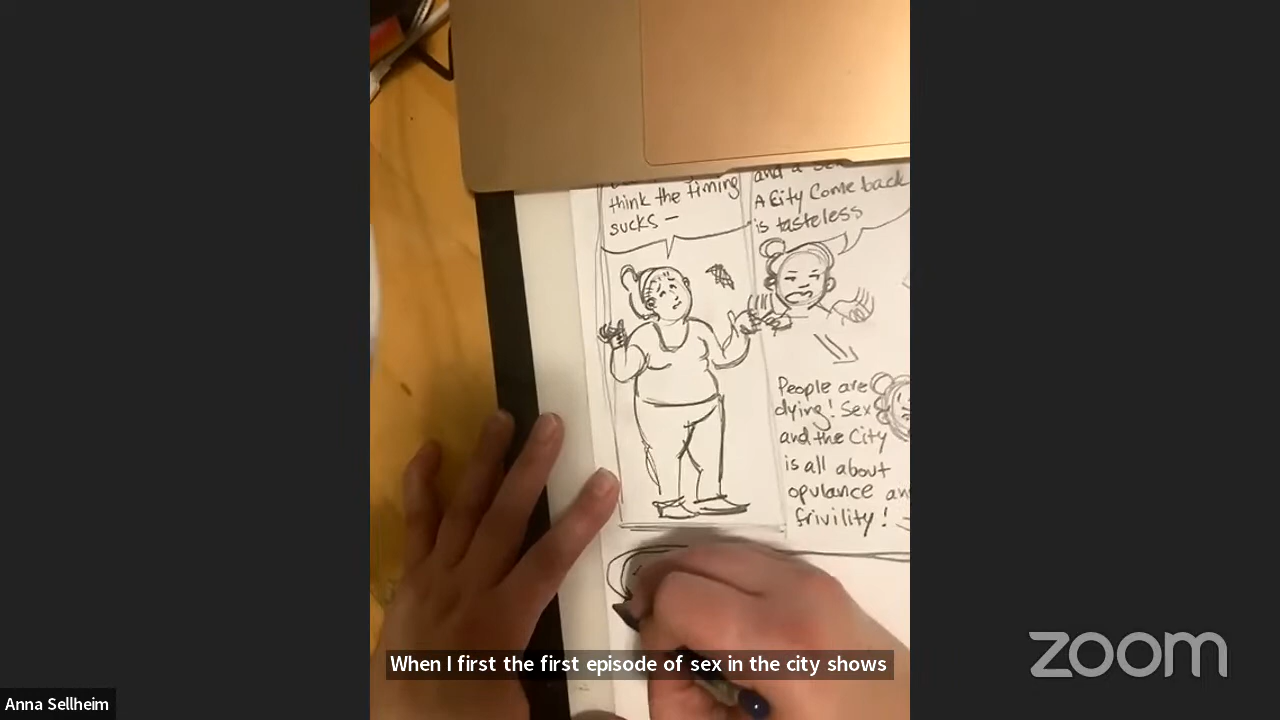 think the timing
sucks —
and a
A City Come back
is tasteless
People are
dying! Sex
and the City
is all about
opulance an
frivility!
When I first the first episode of sex in the city shows
Anna Sellheim
zoom